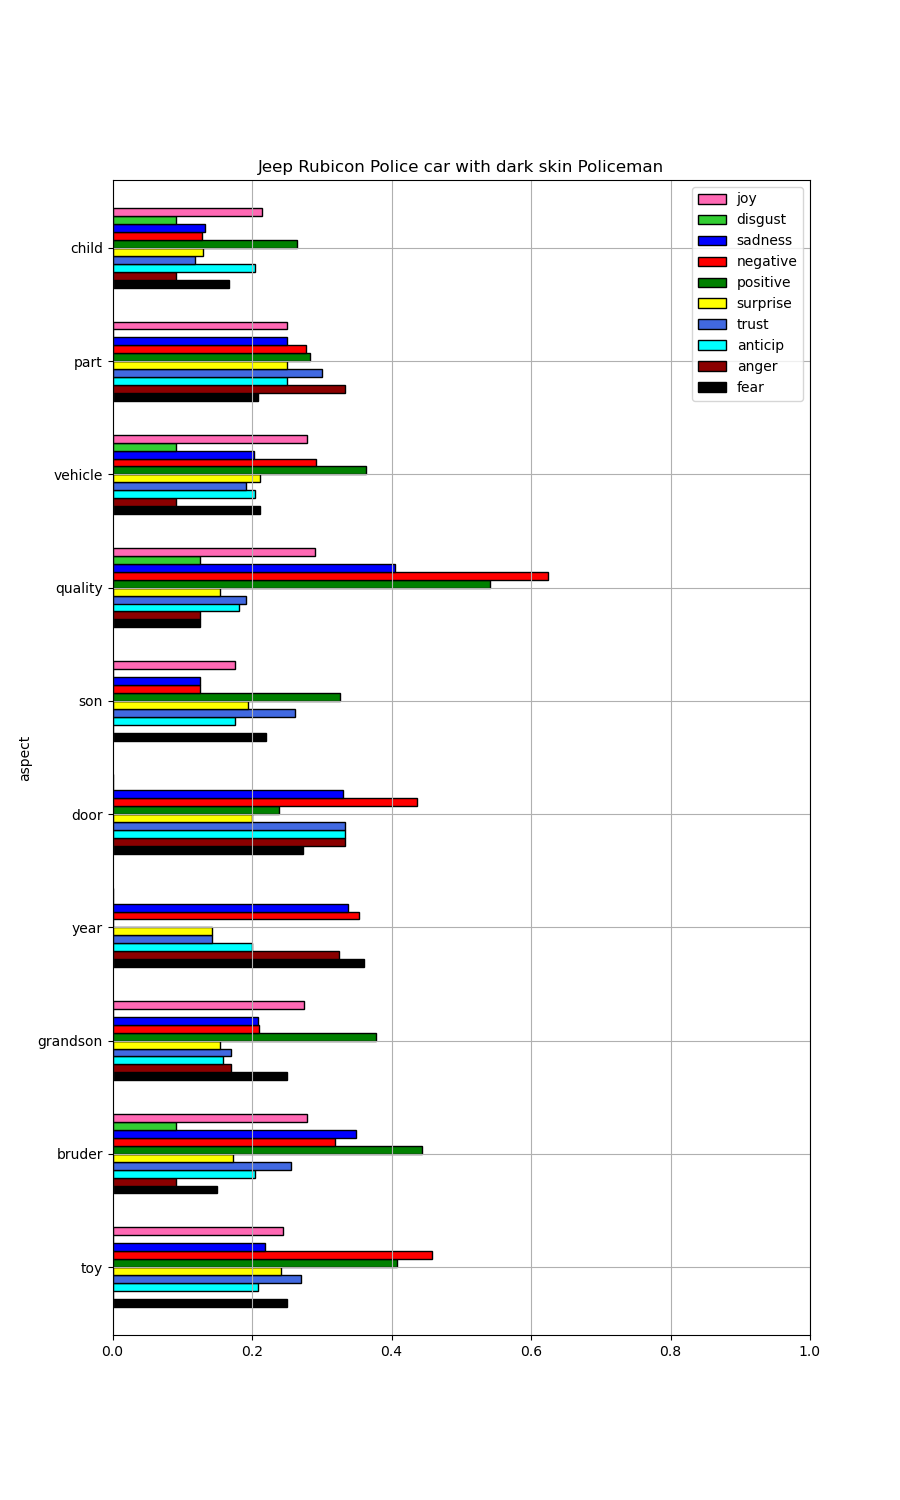 Jeep Rubicon Police car with dark skin Policeman
joy
disgust
sadness
negative
positive
surprise
trust
anticip
anger
fear
child
part
vehicle
quality
son
door
year
grandson
bruder
toy
aspect
0.0 0.2 0.4 0.6 0.8 1.0